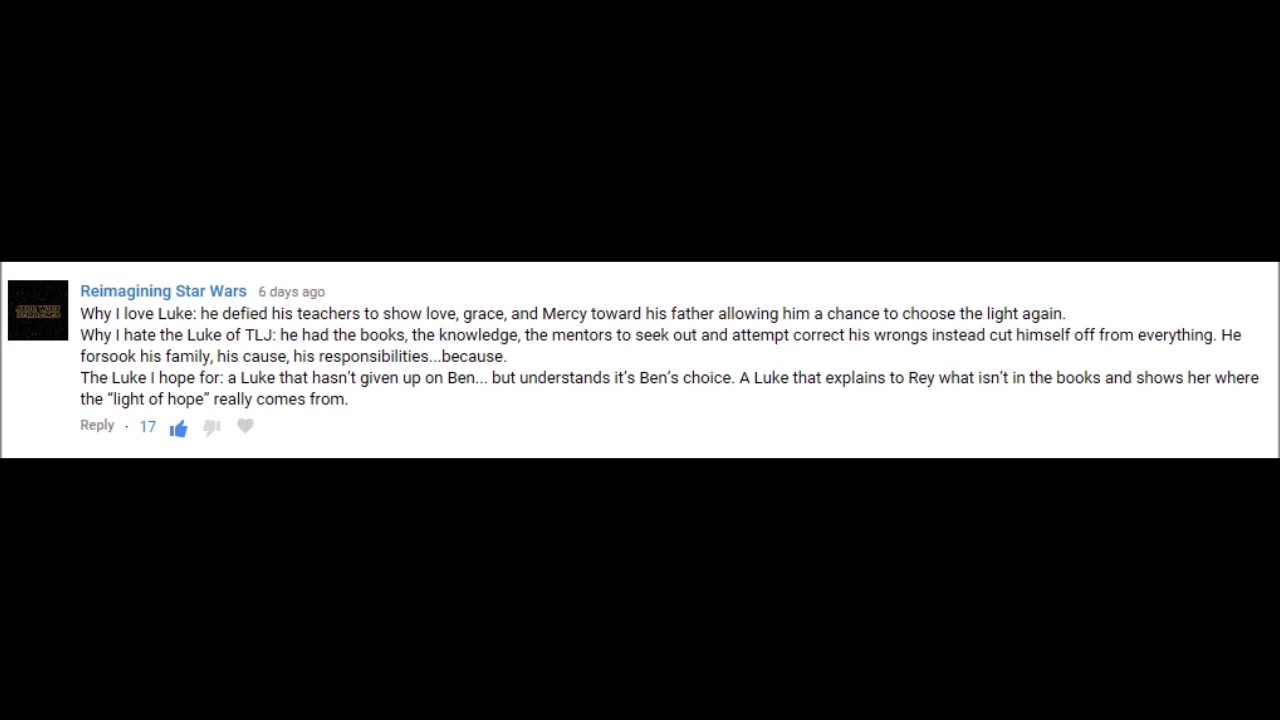 Reimagining Star Wars 6 days ago
Why I love Luke: he defied his teachers to show love, grace, and Mercy toward his father allowing him a chance to choose the light again.
Why I hate the Luke of TLJ: he had the books, the knowledge, the mentors to seek out and attempt correct his wrongs instead cut himself off from everything. He
forsook his family, his cause, his responsibilities...because.
The Luke I hope for: a Luke that hasn’t given up on Ben... but understands it’s Ben’s choice. A Luke that explains to Rey what isn’t in the books and shows her where
the “light of hope” really comes from.
Reply · 17